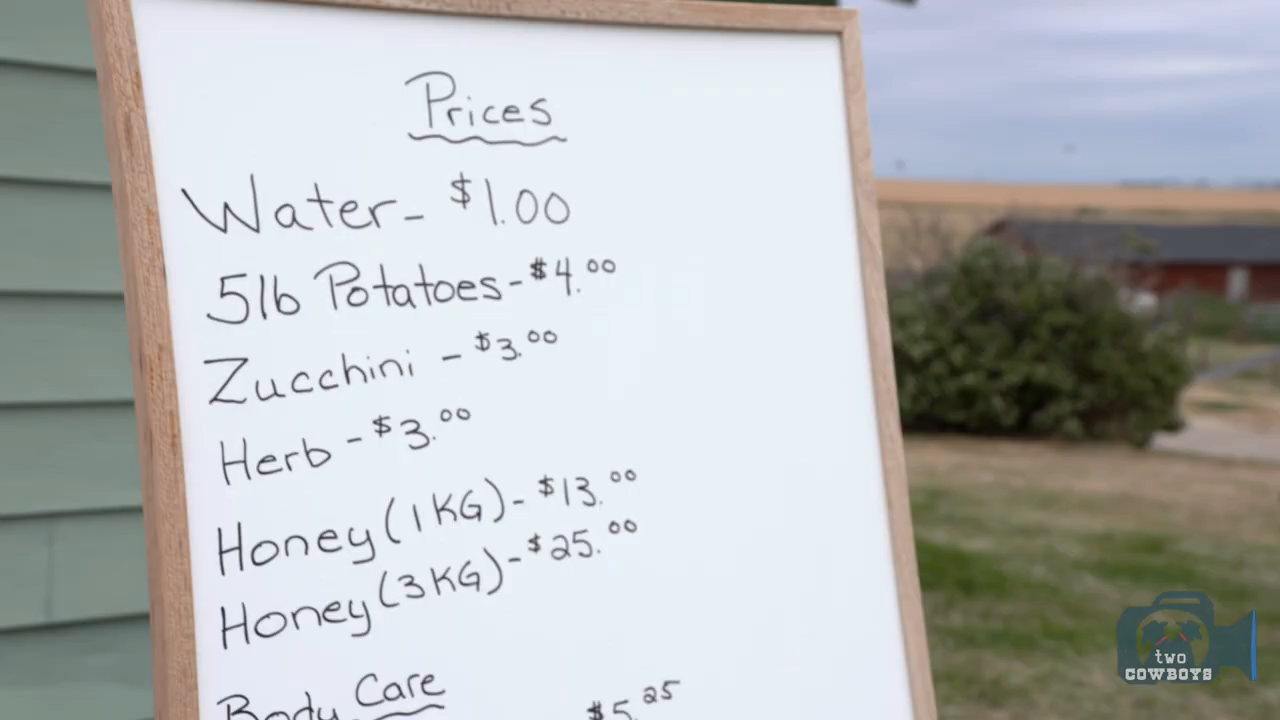 Prices
Water- $1.00
5lb Potatoes-$4.00
Zucchini - $3.00
Herb - $3.00
Honey (1KG)- $13.00
Honey (3KG)- $25.00
Body Care
$5.25
two
COWBOYS